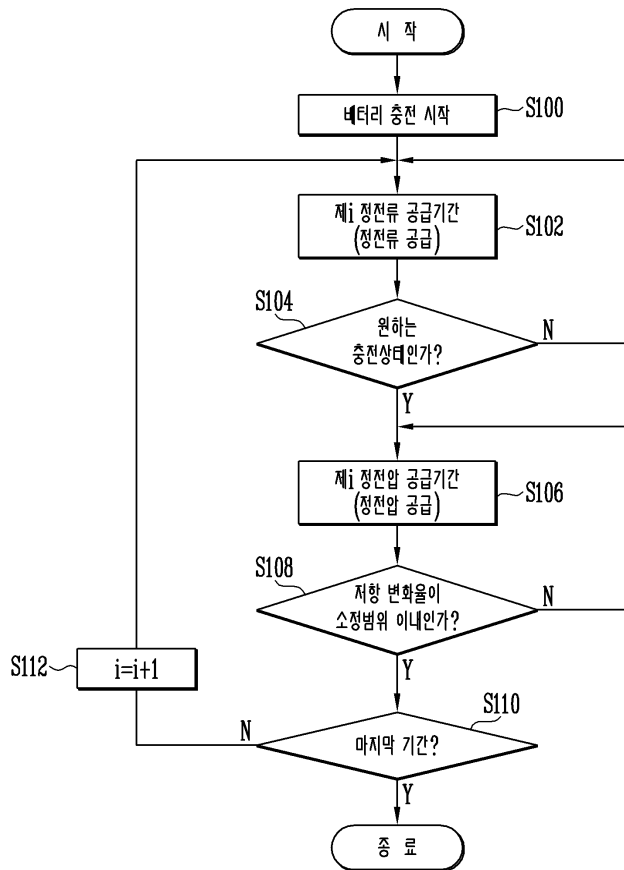 시 작
배터리 충전 시작
S100
제i 정전류 공급기간
(정전류 공급)
S102
S104
원하는
충전상태인가?
N
Y
제i 정전압 공급기간
(정전압 공급)
S106
S108
저항 변화율이
소정범위 이내인가?
N
Y
S112
i=i+1
S110
마지막 기간?
N
Y
종 료